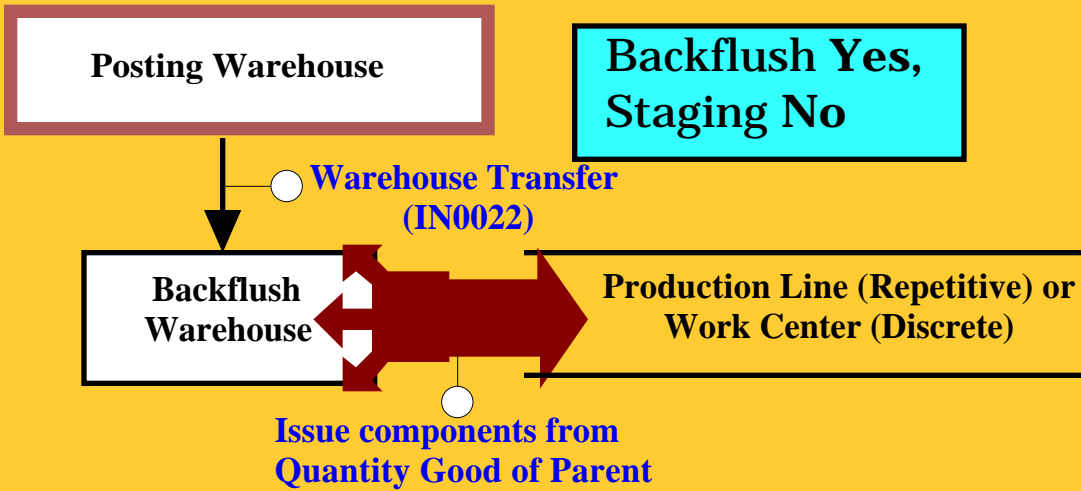 Posting Warehouse
Backflush Yes,
Staging No
Warehouse Transfer
(IN0022)
Backflush
Warehouse
Production Line (Repetitive) or
Work Center (Discrete)
Issue components from
Quantity Good of Parent